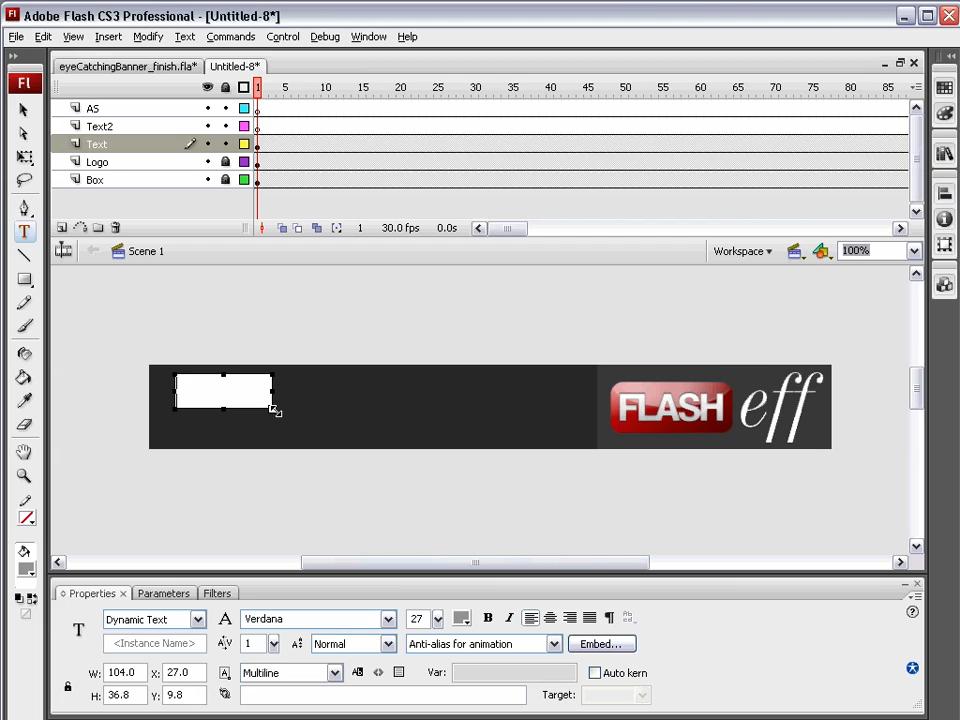 Adobe Flash CS3 Professional - [Untitled-8*]
File Edit View Insert Modify Text Commands Control Debug Window Help
Fl
eyeCatchingBanner_finish.fla* Untitled-8*
1 5 10 15 20 25 30 35 40 45 50 55 60 65 70 75 80 85
AS
Text2
Text
Logo
Box
1 30.0 fps 0.0s
Scene 1 Workspace 100%
FLASH eff
Properties × Parameters Filters
T Dynamic Text A Verdana 27 B I
<Instance Name> A/V 1 Normal Anti-alias for animation Embed...
W: 104.0 X: 27.0 Multiline Var: Auto kern
H: 36.8 Y: 9.8 Target: